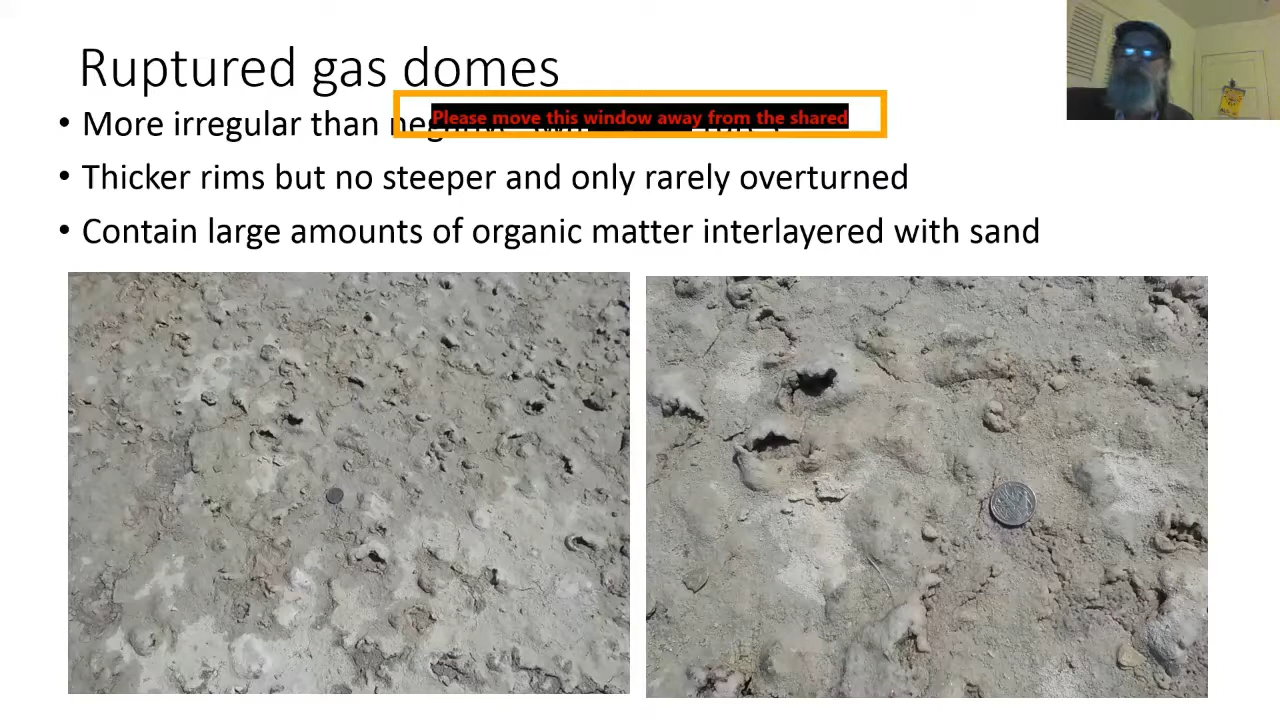 Ruptured gas domes
• More irregular than
Please move this window away from the shared
• Thicker rims but no steeper and only rarely overturned
• Contain large amounts of organic matter interlayered with sand